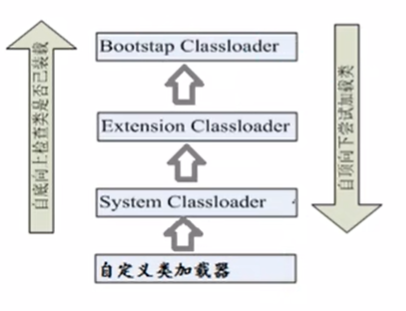 Bootstap Classloader
Extension Classloader
System Classloader
自定义类加载器
自底向上检查类是否已装载
自顶向下尝试加载类